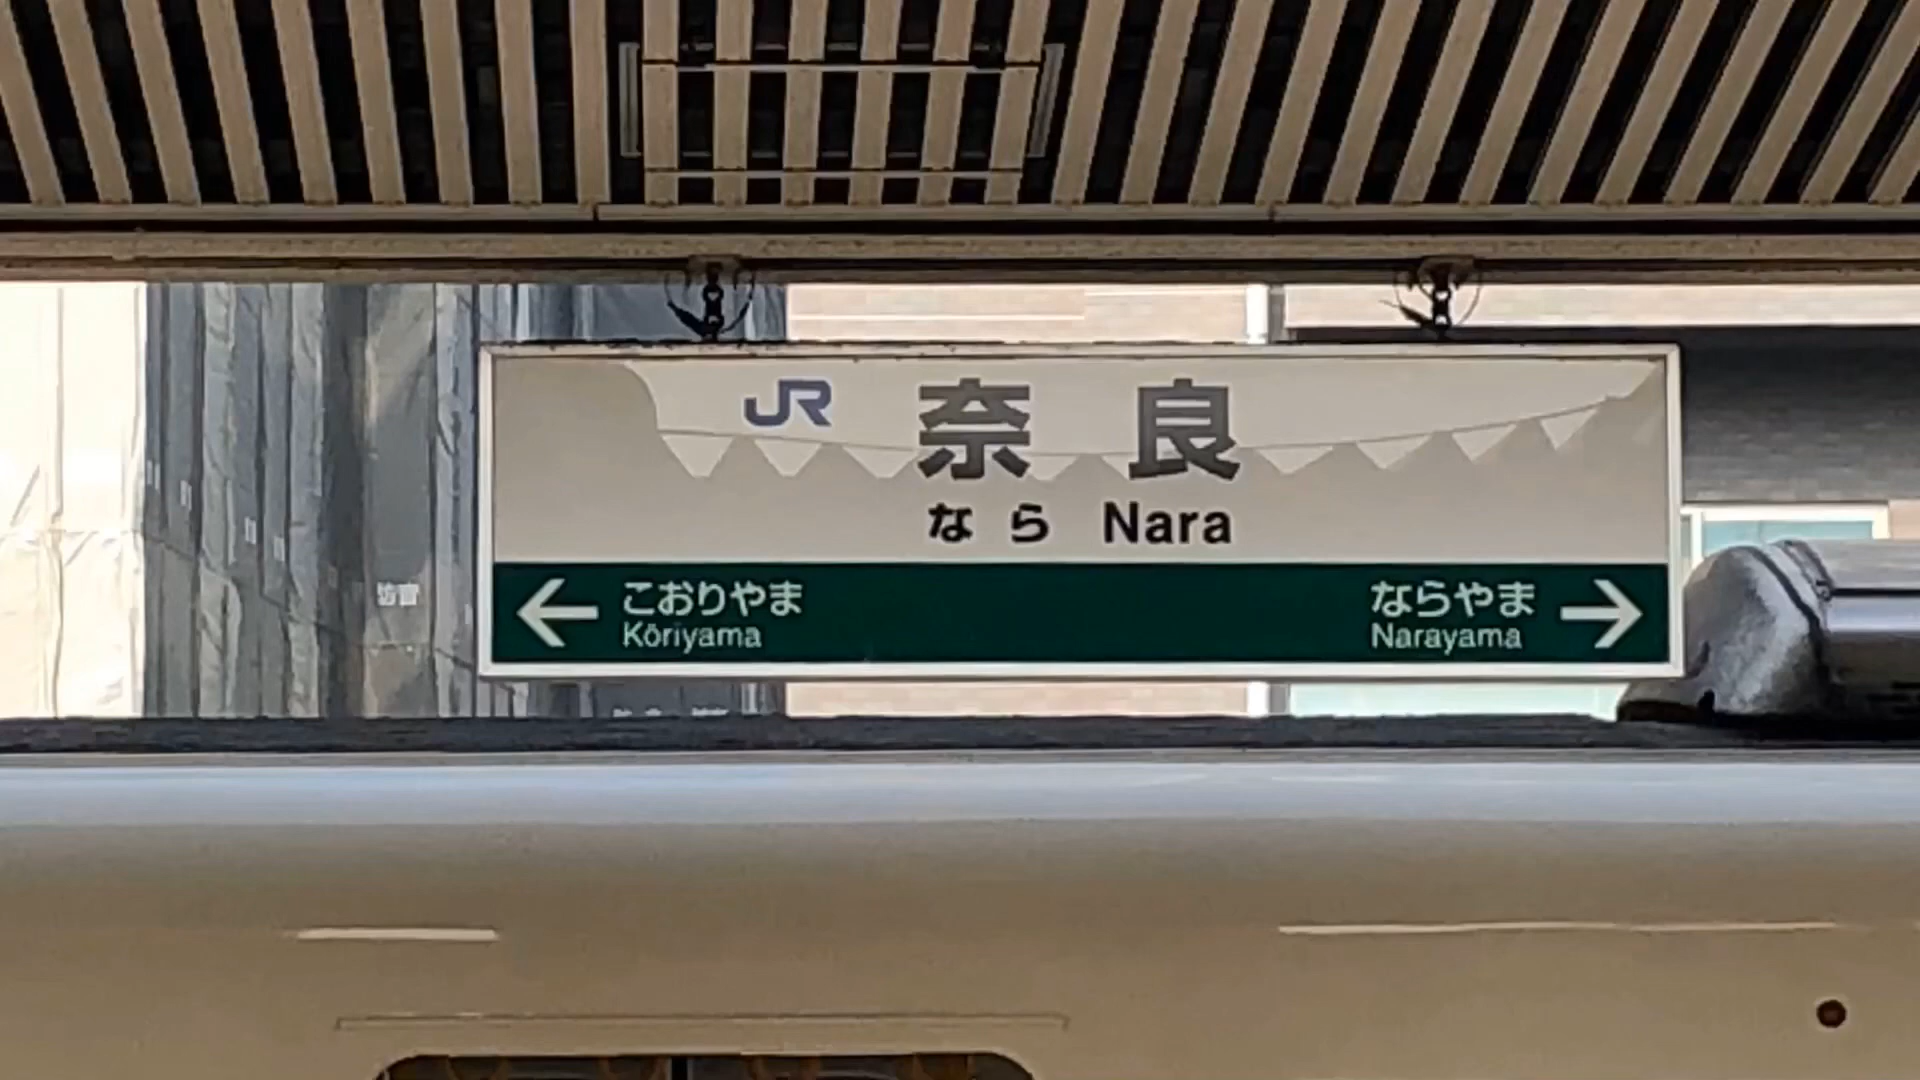 JR 奈良
なら Nara
← こおりやま
Kōriyama
ならやま →
Narayama